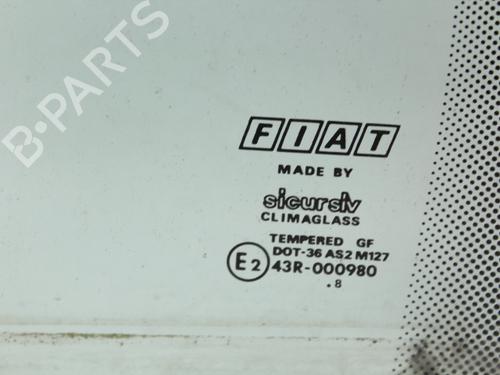 B-PARTS
FIAT
MADE BY
sicursiv
CLIMAGLASS
TEMPERED GF
DOT-36 AS2 M127
E2 43R-000980
.8